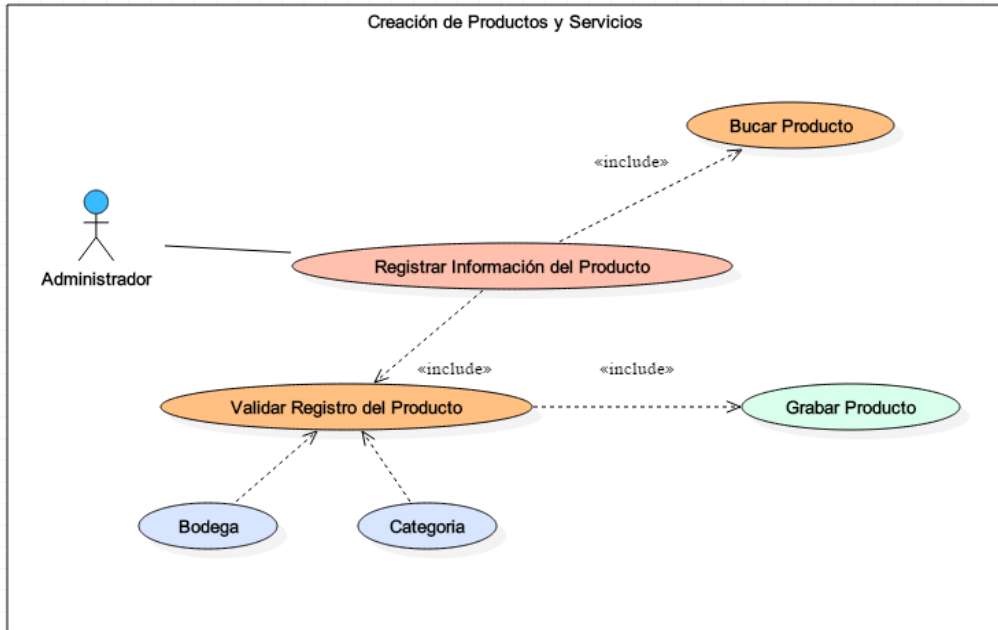 Creación de Productos y Servicios
Bucar Producto
«include»
Administrador
Registrar Información del Producto
«include»
«include»
Validar Registro del Producto
Grabar Producto
Bodega
Categoria